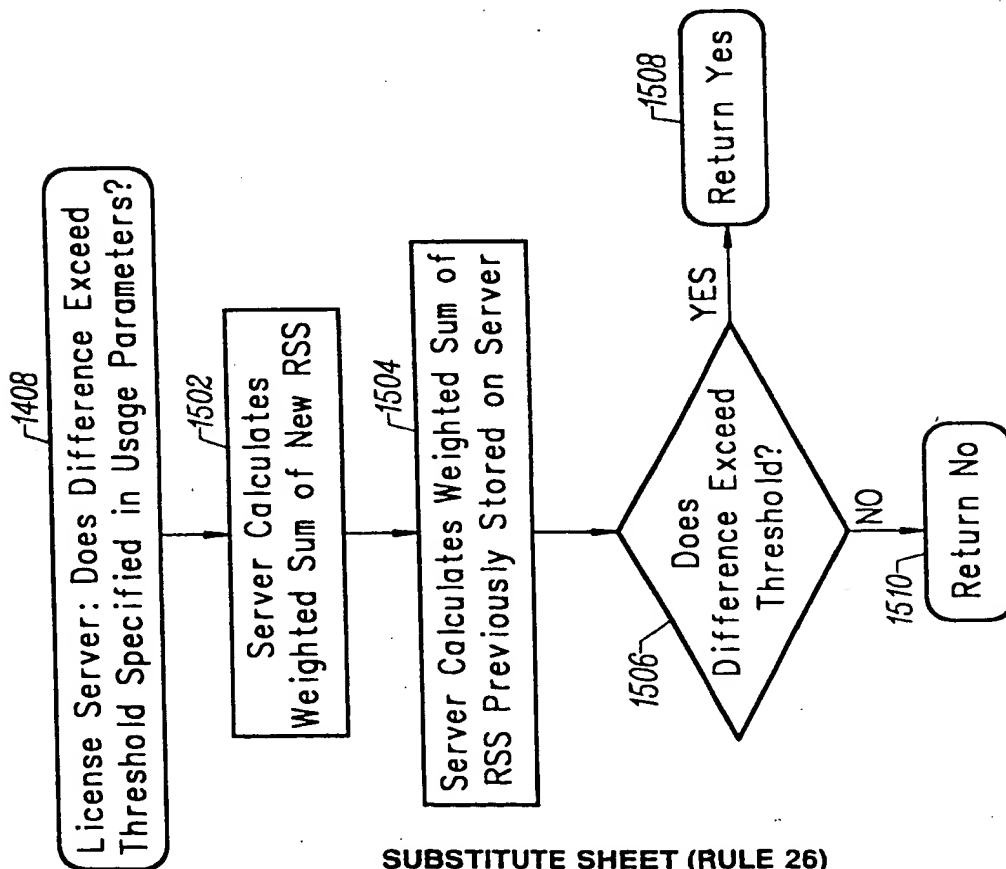 1408
License Server: Does Difference Exceed
Threshold Specified in Usage Parameters?
1502
Server Calculates
Weighted Sum of New RSS
1504
Server Calculates Weighted Sum of
RSS Previously Stored on Server
1506
Does
Difference Exceed
Threshold?
YES
1508
Return Yes
NO
1510
Return No
SUBSTITUTE SHEET (RULE 26)